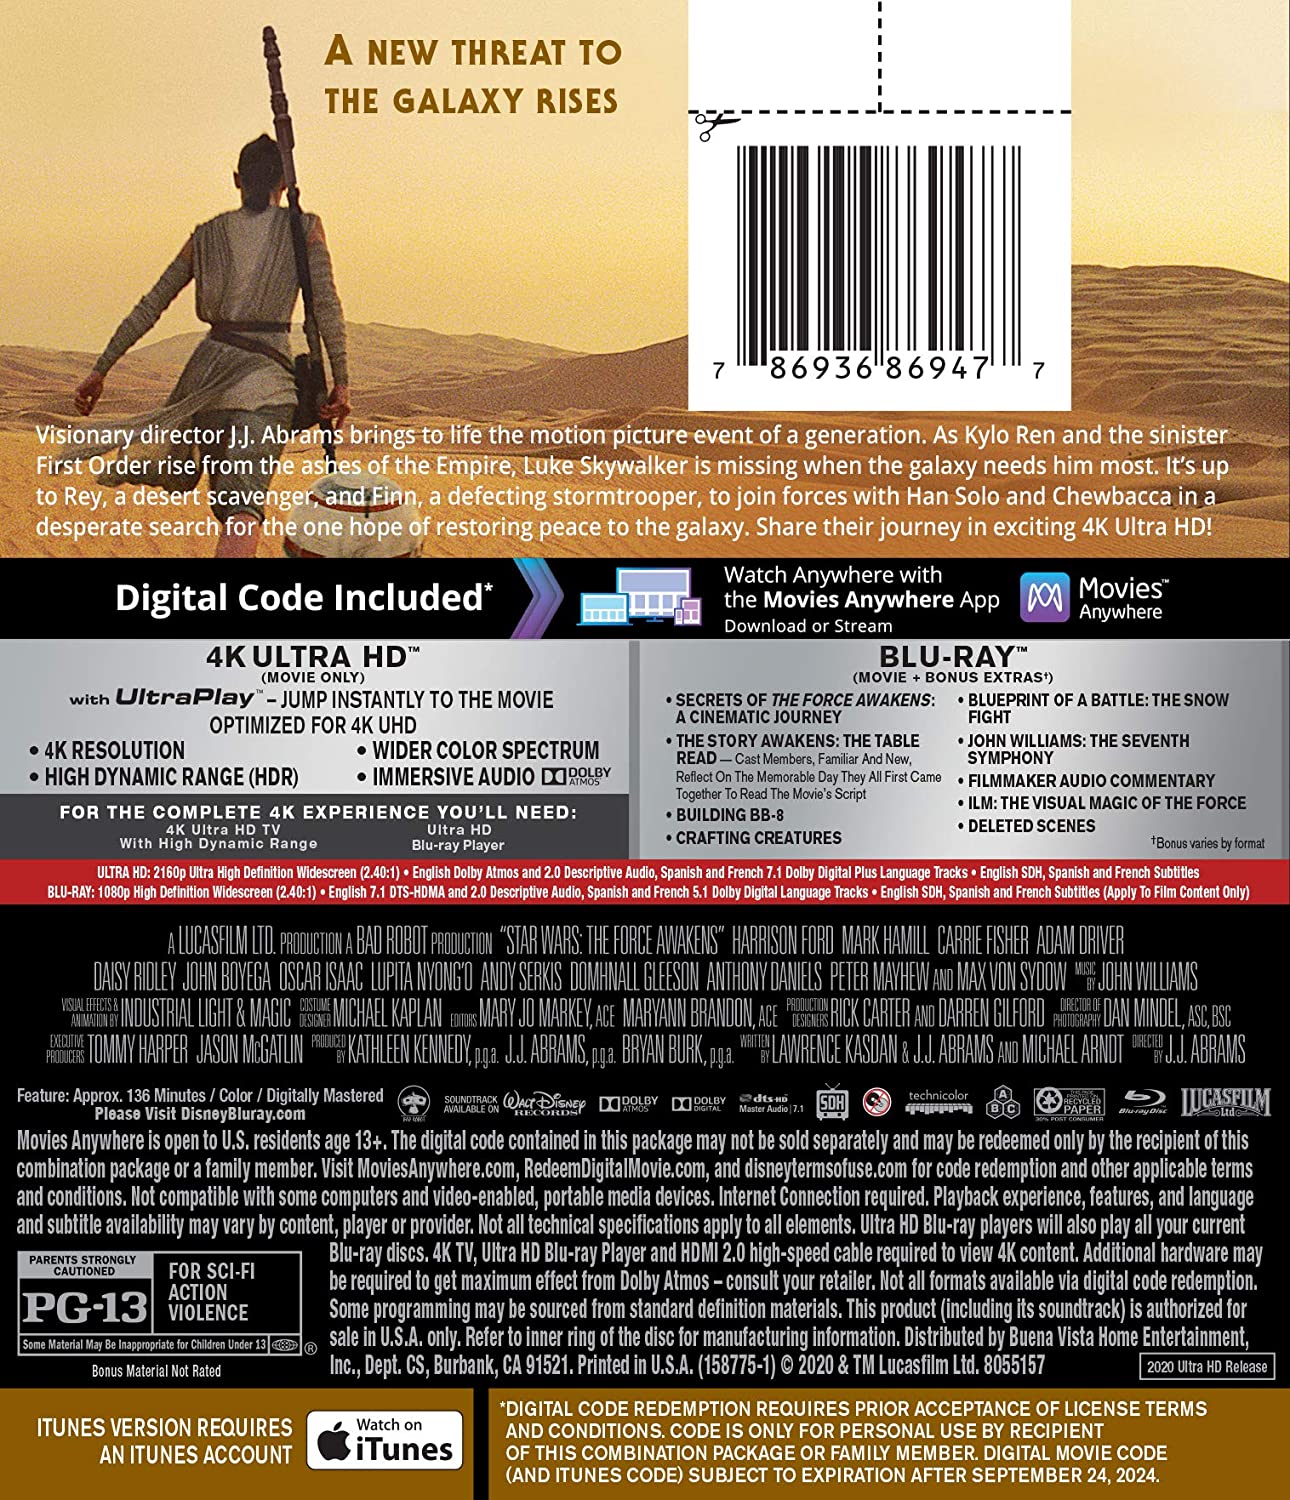 A NEW THREAT TO
THE GALAXY RISES
7 86936 86947 7
Visionary director J.J. Abrams brings to life the motion picture event of a generation. As Kylo Ren and the sinister
First Order rise from the ashes of the Empire, Luke Skywalker is missing when the galaxy needs him most. It's up
to Rey, a desert scavenger, and Finn, a defecting stormtrooper, to join forces with Han Solo and Chewbacca in a
desperate search for the one hope of restoring peace to the galaxy. Share their journey in exciting 4K Ultra HD!
Digital Code Included*
Watch Anywhere with
the Movies Anywhere App
Download or Stream
Movies™
Anywhere
4K ULTRA HD™
(MOVIE ONLY)
with UltraPlay™ – JUMP INSTANTLY TO THE MOVIE
OPTIMIZED FOR 4K UHD
• 4K RESOLUTION
• HIGH DYNAMIC RANGE (HDR)
• WIDER COLOR SPECTRUM
• IMMERSIVE AUDIO DOLBY ATMOS
FOR THE COMPLETE 4K EXPERIENCE YOU'LL NEED:
4K Ultra HD TV
With High Dynamic Range
Ultra HD
Blu-ray Player
BLU-RAY™
(MOVIE + BONUS EXTRAS†)
• SECRETS OF THE FORCE AWAKENS:
A CINEMATIC JOURNEY
• THE STORY AWAKENS: THE TABLE
READ — Cast Members, Familiar And New,
Reflect On The Memorable Day They All First Came
Together To Read The Movie's Script
• BUILDING BB-8
• CRAFTING CREATURES
• BLUEPRINT OF A BATTLE: THE SNOW
FIGHT
• JOHN WILLIAMS: THE SEVENTH
SYMPHONY
• FILMMAKER AUDIO COMMENTARY
• ILM: THE VISUAL MAGIC OF THE FORCE
• DELETED SCENES
†Bonus varies by format
ULTRA HD: 2160p Ultra High Definition Widescreen (2.40:1) • English Dolby Atmos and 2.0 Descriptive Audio, Spanish and French 7.1 Dolby Digital Plus Language Tracks • English SDH, Spanish and French Subtitles
BLU-RAY: 1080p High Definition Widescreen (2.40:1) • English 7.1 DTS-HDMA and 2.0 Descriptive Audio, Spanish and French 5.1 Dolby Digital Language Tracks • English SDH, Spanish and French Subtitles (Apply To Film Content Only)
A LUCASFILM LTD. PRODUCTION A BAD ROBOT PRODUCTION "STAR WARS: THE FORCE AWAKENS" HARRISON FORD MARK HAMILL CARRIE FISHER ADAM DRIVER
DAISY RIDLEY JOHN BOYEGA OSCAR ISAAC LUPITA NYONG'O ANDY SERKIS DOMHNALL GLEESON ANTHONY DANIELS PETER MAYHEW AND MAX VON SYDOW MUSIC BY JOHN WILLIAMS
VISUAL EFFECTS & ANIMATION BY INDUSTRIAL LIGHT & MAGIC COSTUME DESIGNER MICHAEL KAPLAN EDITORS MARY JO MARKEY, ACE MARYANN BRANDON, ACE PRODUCTION DESIGNERS RICK CARTER AND DARREN GILFORD DIRECTOR OF PHOTOGRAPHY DAN MINDEL, ASC, BSC
EXECUTIVE PRODUCERS TOMMY HARPER JASON McGATLIN PRODUCED BY KATHLEEN KENNEDY, p.g.a. J.J. ABRAMS, p.g.a. BRYAN BURK, p.g.a. WRITTEN BY LAWRENCE KASDAN & J.J. ABRAMS AND MICHAEL ARNDT DIRECTED BY J.J. ABRAMS
Feature: Approx. 136 Minutes / Color / Digitally Mastered
Please Visit DisneyBluray.com
SOUNDTRACK
AVAILABLE ON
WALT DISNEY
RECORDS
DOLBY
ATMOS
DOLBY
DIGITAL
dts-HD
Master Audio | 7.1
SDH
technicolor
A B C
RECYCLED
PAPER
30% POST CONSUMER
Blu-ray Disc
LUCASFILM
Ltd
Movies Anywhere is open to U.S. residents age 13+. The digital code contained in this package may not be sold separately and may be redeemed only by the recipient of this
combination package or a family member. Visit MoviesAnywhere.com, RedeemDigitalMovie.com, and disneytermsofuse.com for code redemption and other applicable terms
and conditions. Not compatible with some computers and video-enabled, portable media devices. Internet Connection required. Playback experience, features, and language
and subtitle availability may vary by content, player or provider. Not all technical specifications apply to all elements. Ultra HD Blu-ray players will also play all your current
Blu-ray discs. 4K TV, Ultra HD Blu-ray Player and HDMI 2.0 high-speed cable required to view 4K content. Additional hardware may
be required to get maximum effect from Dolby Atmos – consult your retailer. Not all formats available via digital code redemption.
Some programming may be sourced from standard definition materials. This product (including its soundtrack) is authorized for
sale in U.S.A. only. Refer to inner ring of the disc for manufacturing information. Distributed by Buena Vista Home Entertainment,
Inc., Dept. CS, Burbank, CA 91521. Printed in U.S.A. (158775-1) © 2020 & TM Lucasfilm Ltd. 8055157
2020 Ultra HD Release
PARENTS STRONGLY
CAUTIONED
PG-13
FOR SCI-FI
ACTION
VIOLENCE
Some Material May Be Inappropriate for Children Under 13 ®
Bonus Material Not Rated
ITUNES VERSION REQUIRES
AN ITUNES ACCOUNT
Watch on
iTunes
*DIGITAL CODE REDEMPTION REQUIRES PRIOR ACCEPTANCE OF LICENSE TERMS
AND CONDITIONS. CODE IS ONLY FOR PERSONAL USE BY RECIPIENT
OF THIS COMBINATION PACKAGE OR FAMILY MEMBER. DIGITAL MOVIE CODE
(AND ITUNES CODE) SUBJECT TO EXPIRATION AFTER SEPTEMBER 24, 2024.